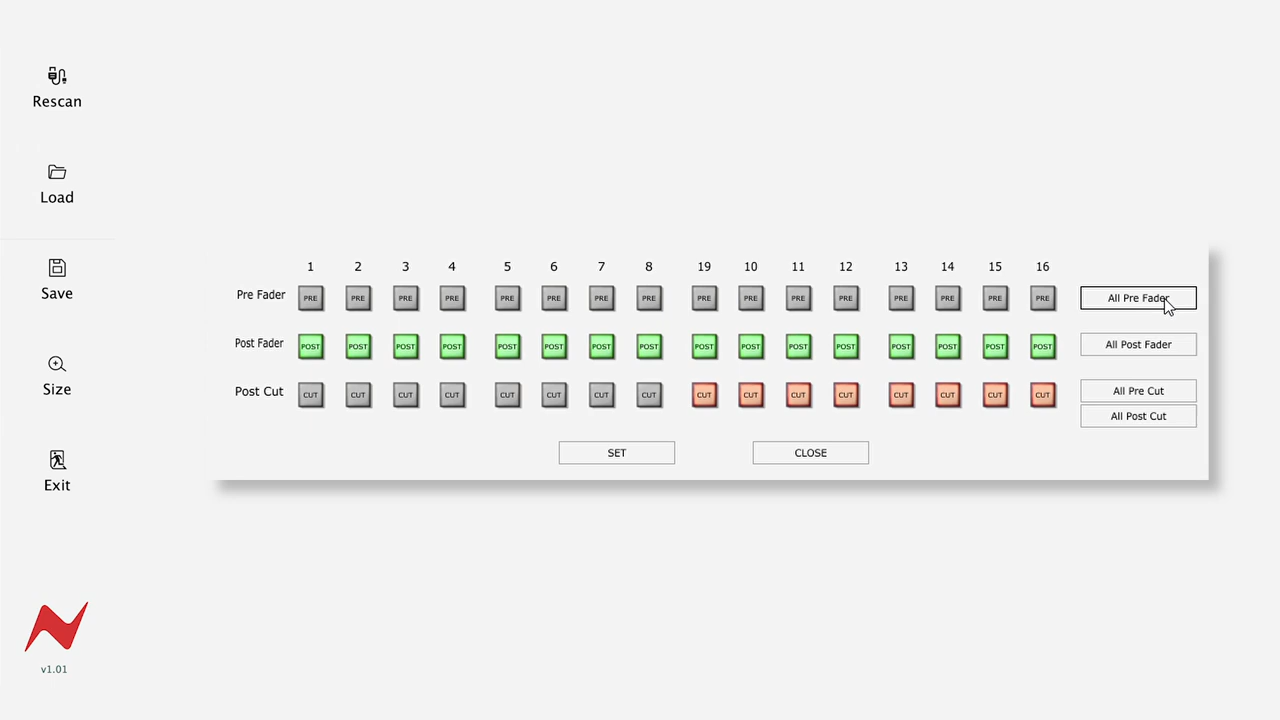 Rescan
Load
Save
Size
Exit
v1.01
1 2 3 4 5 6 7 8 19 10 11 12 13 14 15 16
Pre Fader PRE PRE PRE PRE PRE PRE PRE PRE PRE PRE PRE PRE PRE PRE PRE PRE All Pre Fader
Post Fader POST POST POST POST POST POST POST POST POST POST POST POST POST POST POST POST All Post Fader
Post Cut CUT CUT CUT CUT CUT CUT CUT CUT CUT CUT CUT CUT CUT CUT CUT CUT All Pre Cut
All Post Cut
SET CLOSE